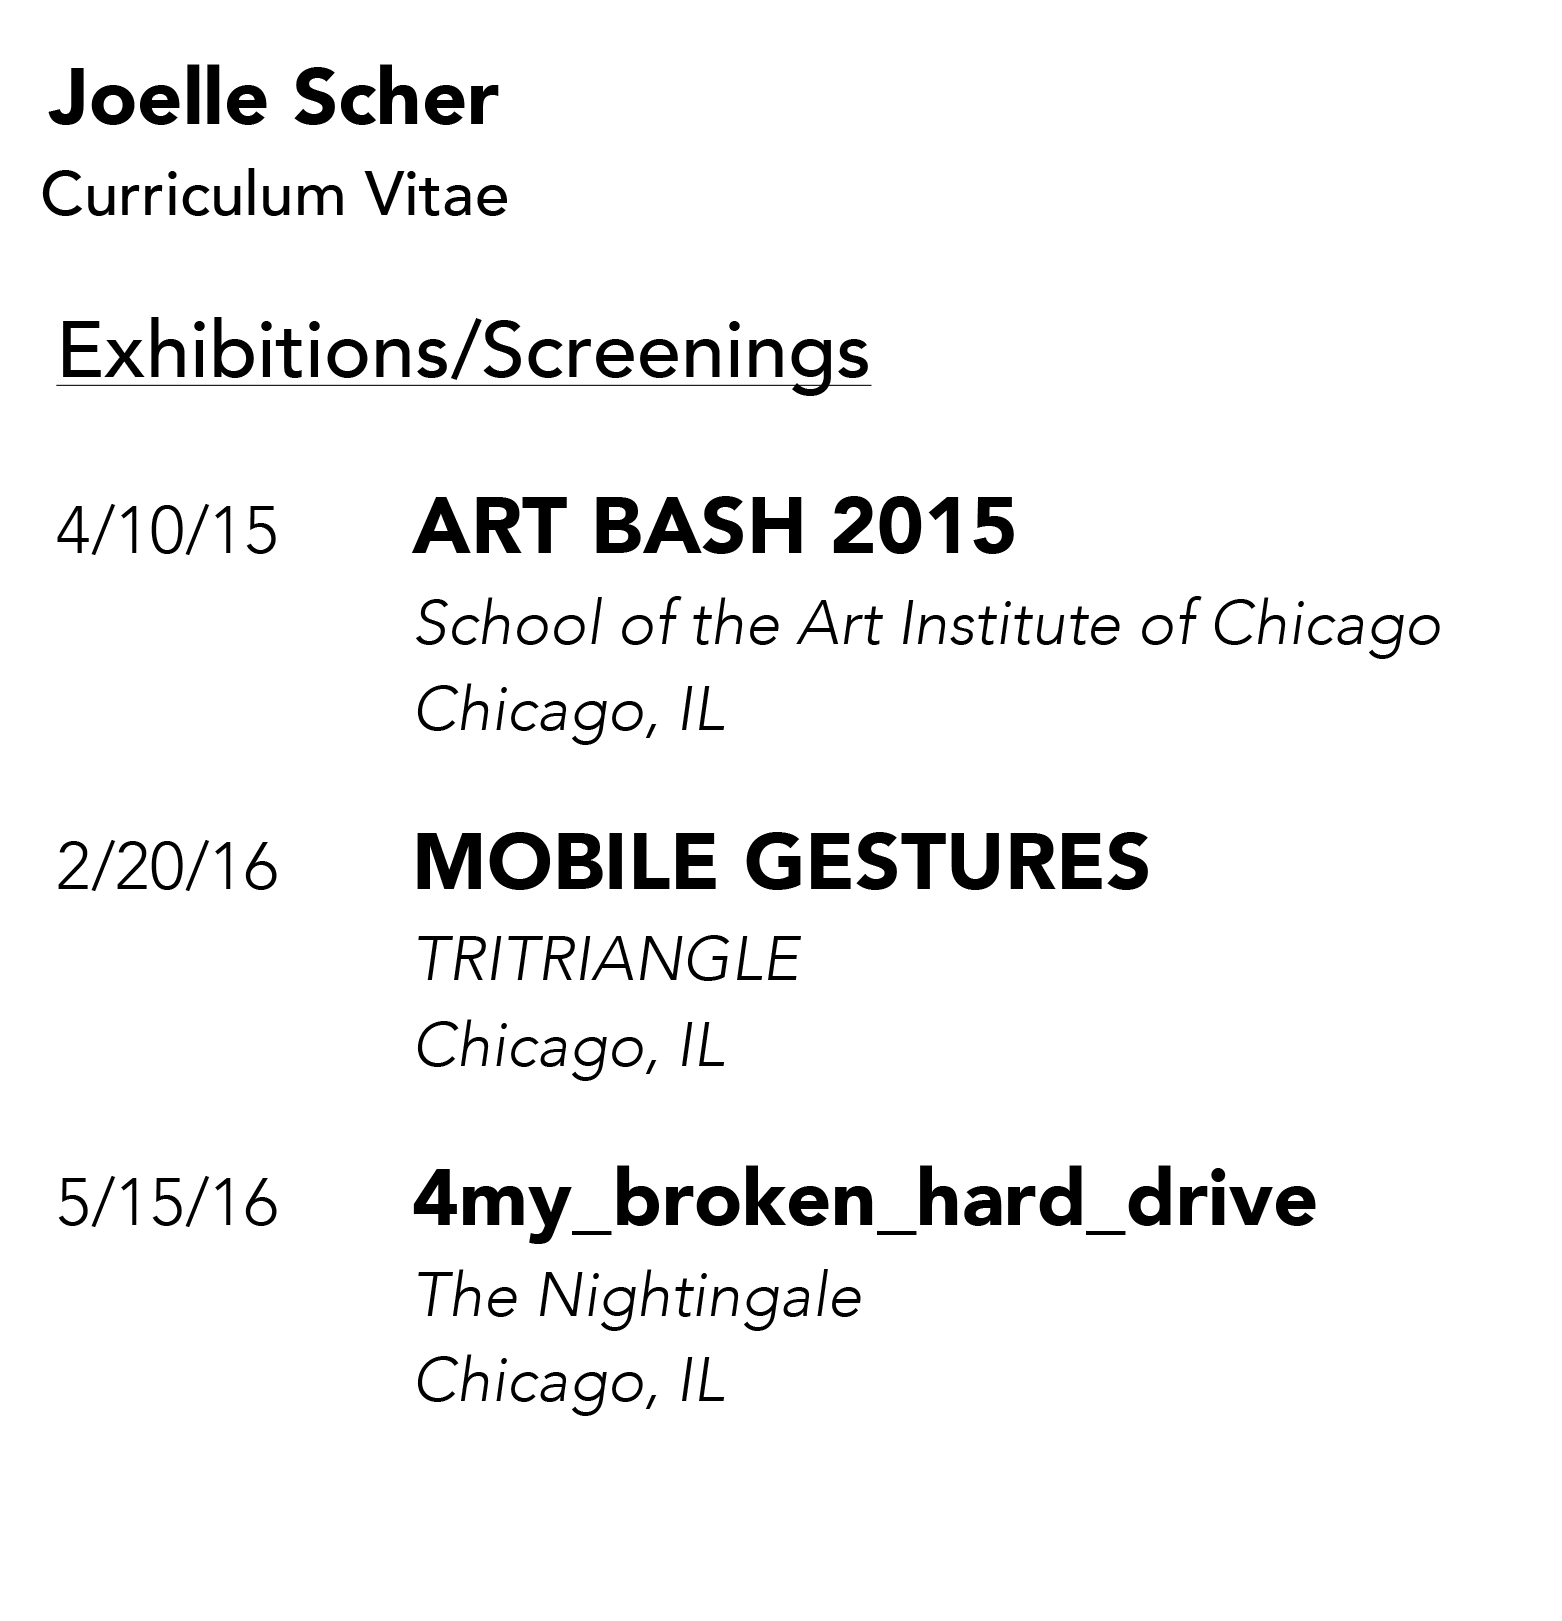 Joelle Scher
Curriculum Vitae
Exhibitions/Screenings
4/10/15 ART BASH 2015
School of the Art Institute of Chicago
Chicago, IL
2/20/16 MOBILE GESTURES
TRITRIANGLE
Chicago, IL
5/15/16 4my_broken_hard_drive
The Nightingale
Chicago, IL